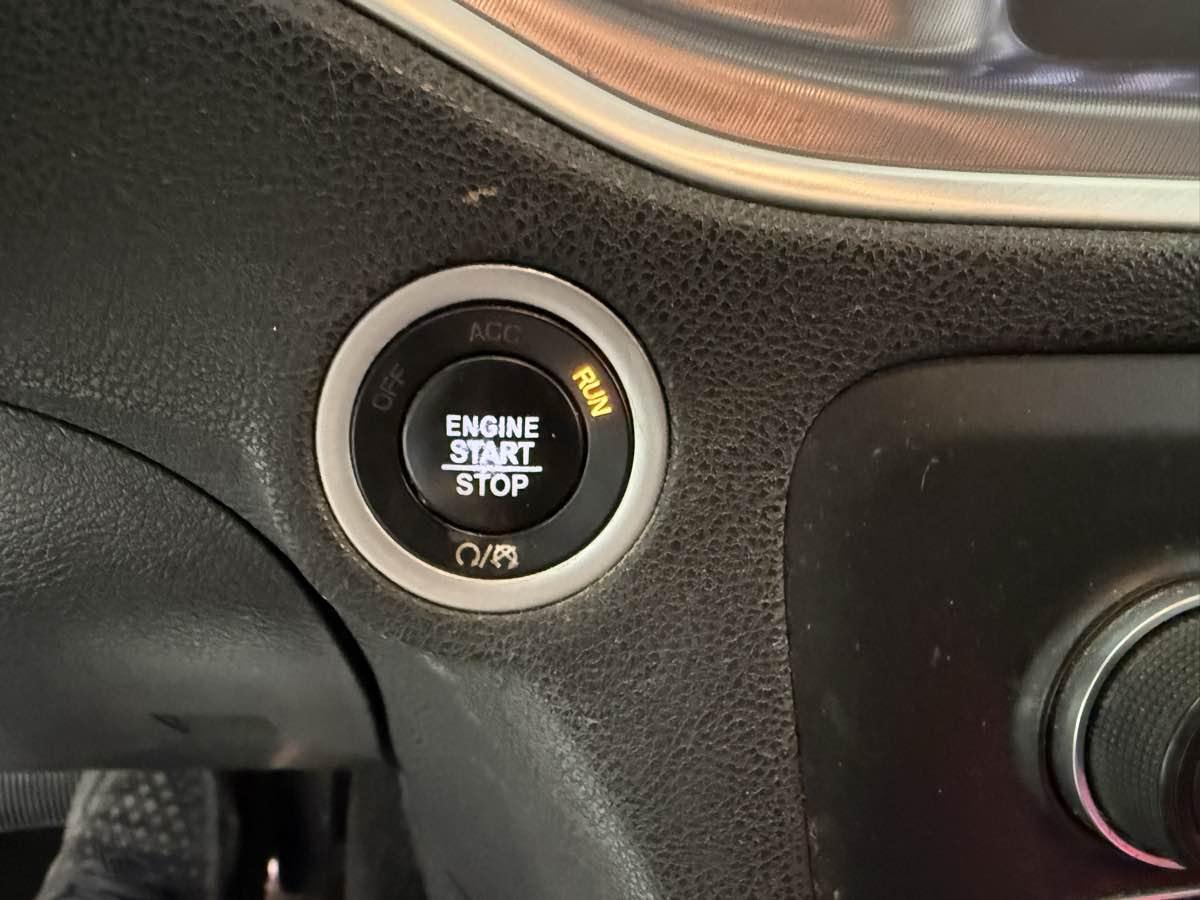 ACC
OFF
RUN
ENGINE
START
STOP